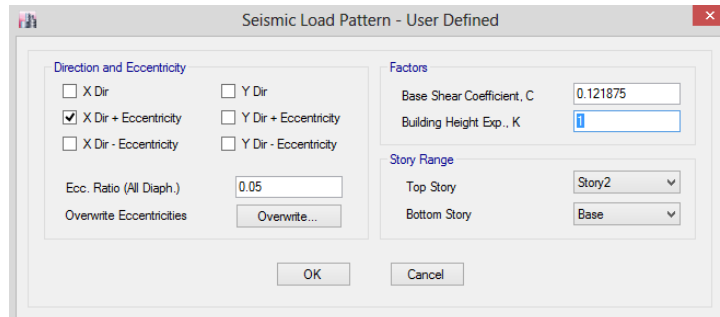 Seismic Load Pattern - User Defined
Direction and Eccentricity
X Dir
Y Dir
X Dir + Eccentricity
Y Dir + Eccentricity
X Dir - Eccentricity
Y Dir - Eccentricity
Ecc. Ratio (All Diaph.)
0.05
Overwrite Eccentricities
Overwrite...
Factors
Base Shear Coefficient, C
0.121875
Building Height Exp., K
1
Story Range
Top Story
Story2
Bottom Story
Base
OK
Cancel